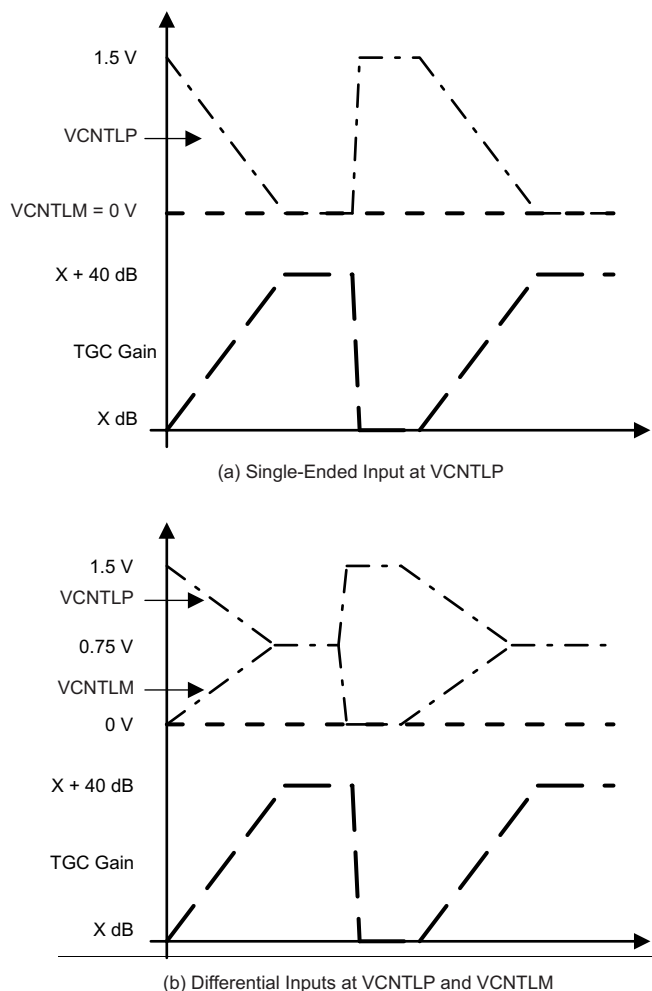 1.5 V
VCNTLP
VCNTLM = 0 V
X + 40 dB
TGC Gain
X dB
(a) Single-Ended Input at VCNTLP
1.5 V
VCNTLP
0.75 V
VCNTLM
0 V
X + 40 dB
TGC Gain
X dB
(b) Differential Inputs at VCNTLP and VCNTLM